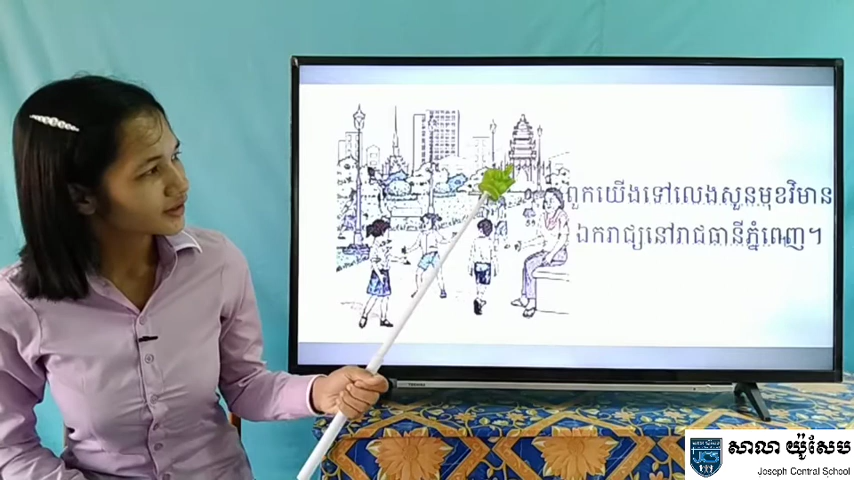 ពួកយើងទៅលេងសួនមុខវិមាន
ឯករាជ្យនៅរាជធានីភ្នំពេញ។
សាលា យ៉ូសែប
Joseph Central School